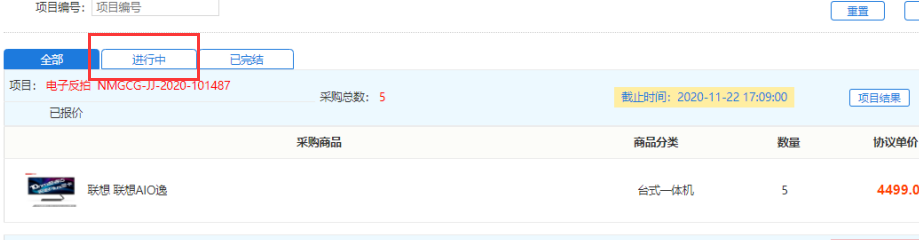 项目编号： 项目编号 重置
全部 进行中 已完结
项目： 电子反拍 NMGCG-JJ-2020-101487 采购总数： 5 截止时间：2020-11-22 17:09:00 项目结果
已报价
采购商品 商品分类 数量 协议单价
联想 联想AIO逸 台式一体机 5 4499.0